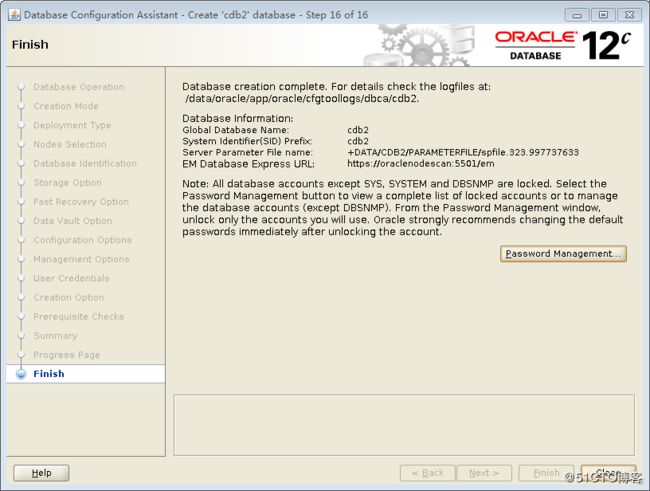 Database Configuration Assistant - Create 'cdb2' database - Step 16 of 16
Finish
ORACLE
DATABASE 12c
Database Operation
Creation Mode
Deployment Type
Nodes Selection
Database Identification
Storage Option
Fast Recovery Option
Data Vault Option
Configuration Options
Management Options
User Credentials
Creation Option
Prerequisite Checks
Summary
Progress Page
Finish
Database creation complete. For details check the logfiles at:
/data/oracle/app/oracle/cfgtoollogs/dbca/cdb2.
Database Information:
Global Database Name: cdb2
System Identifier(SID) Prefix: cdb2
Server Parameter File name: +DATA/CDB2/PARAMETERFILE/spfile.323.997737633
EM Database Express URL: https://oraclenodescan:5501/em
Note: All database accounts except SYS, SYSTEM and DBSNMP are locked. Select the
Password Management button to view a complete list of locked accounts or to manage
the database accounts (except DBSNMP). From the Password Management window,
unlock only the accounts you will use. Oracle strongly recommends changing the default
passwords immediately after unlocking the account.
Password Management...
Help
< Back
Next >
Finish
Close
@51CTO博客